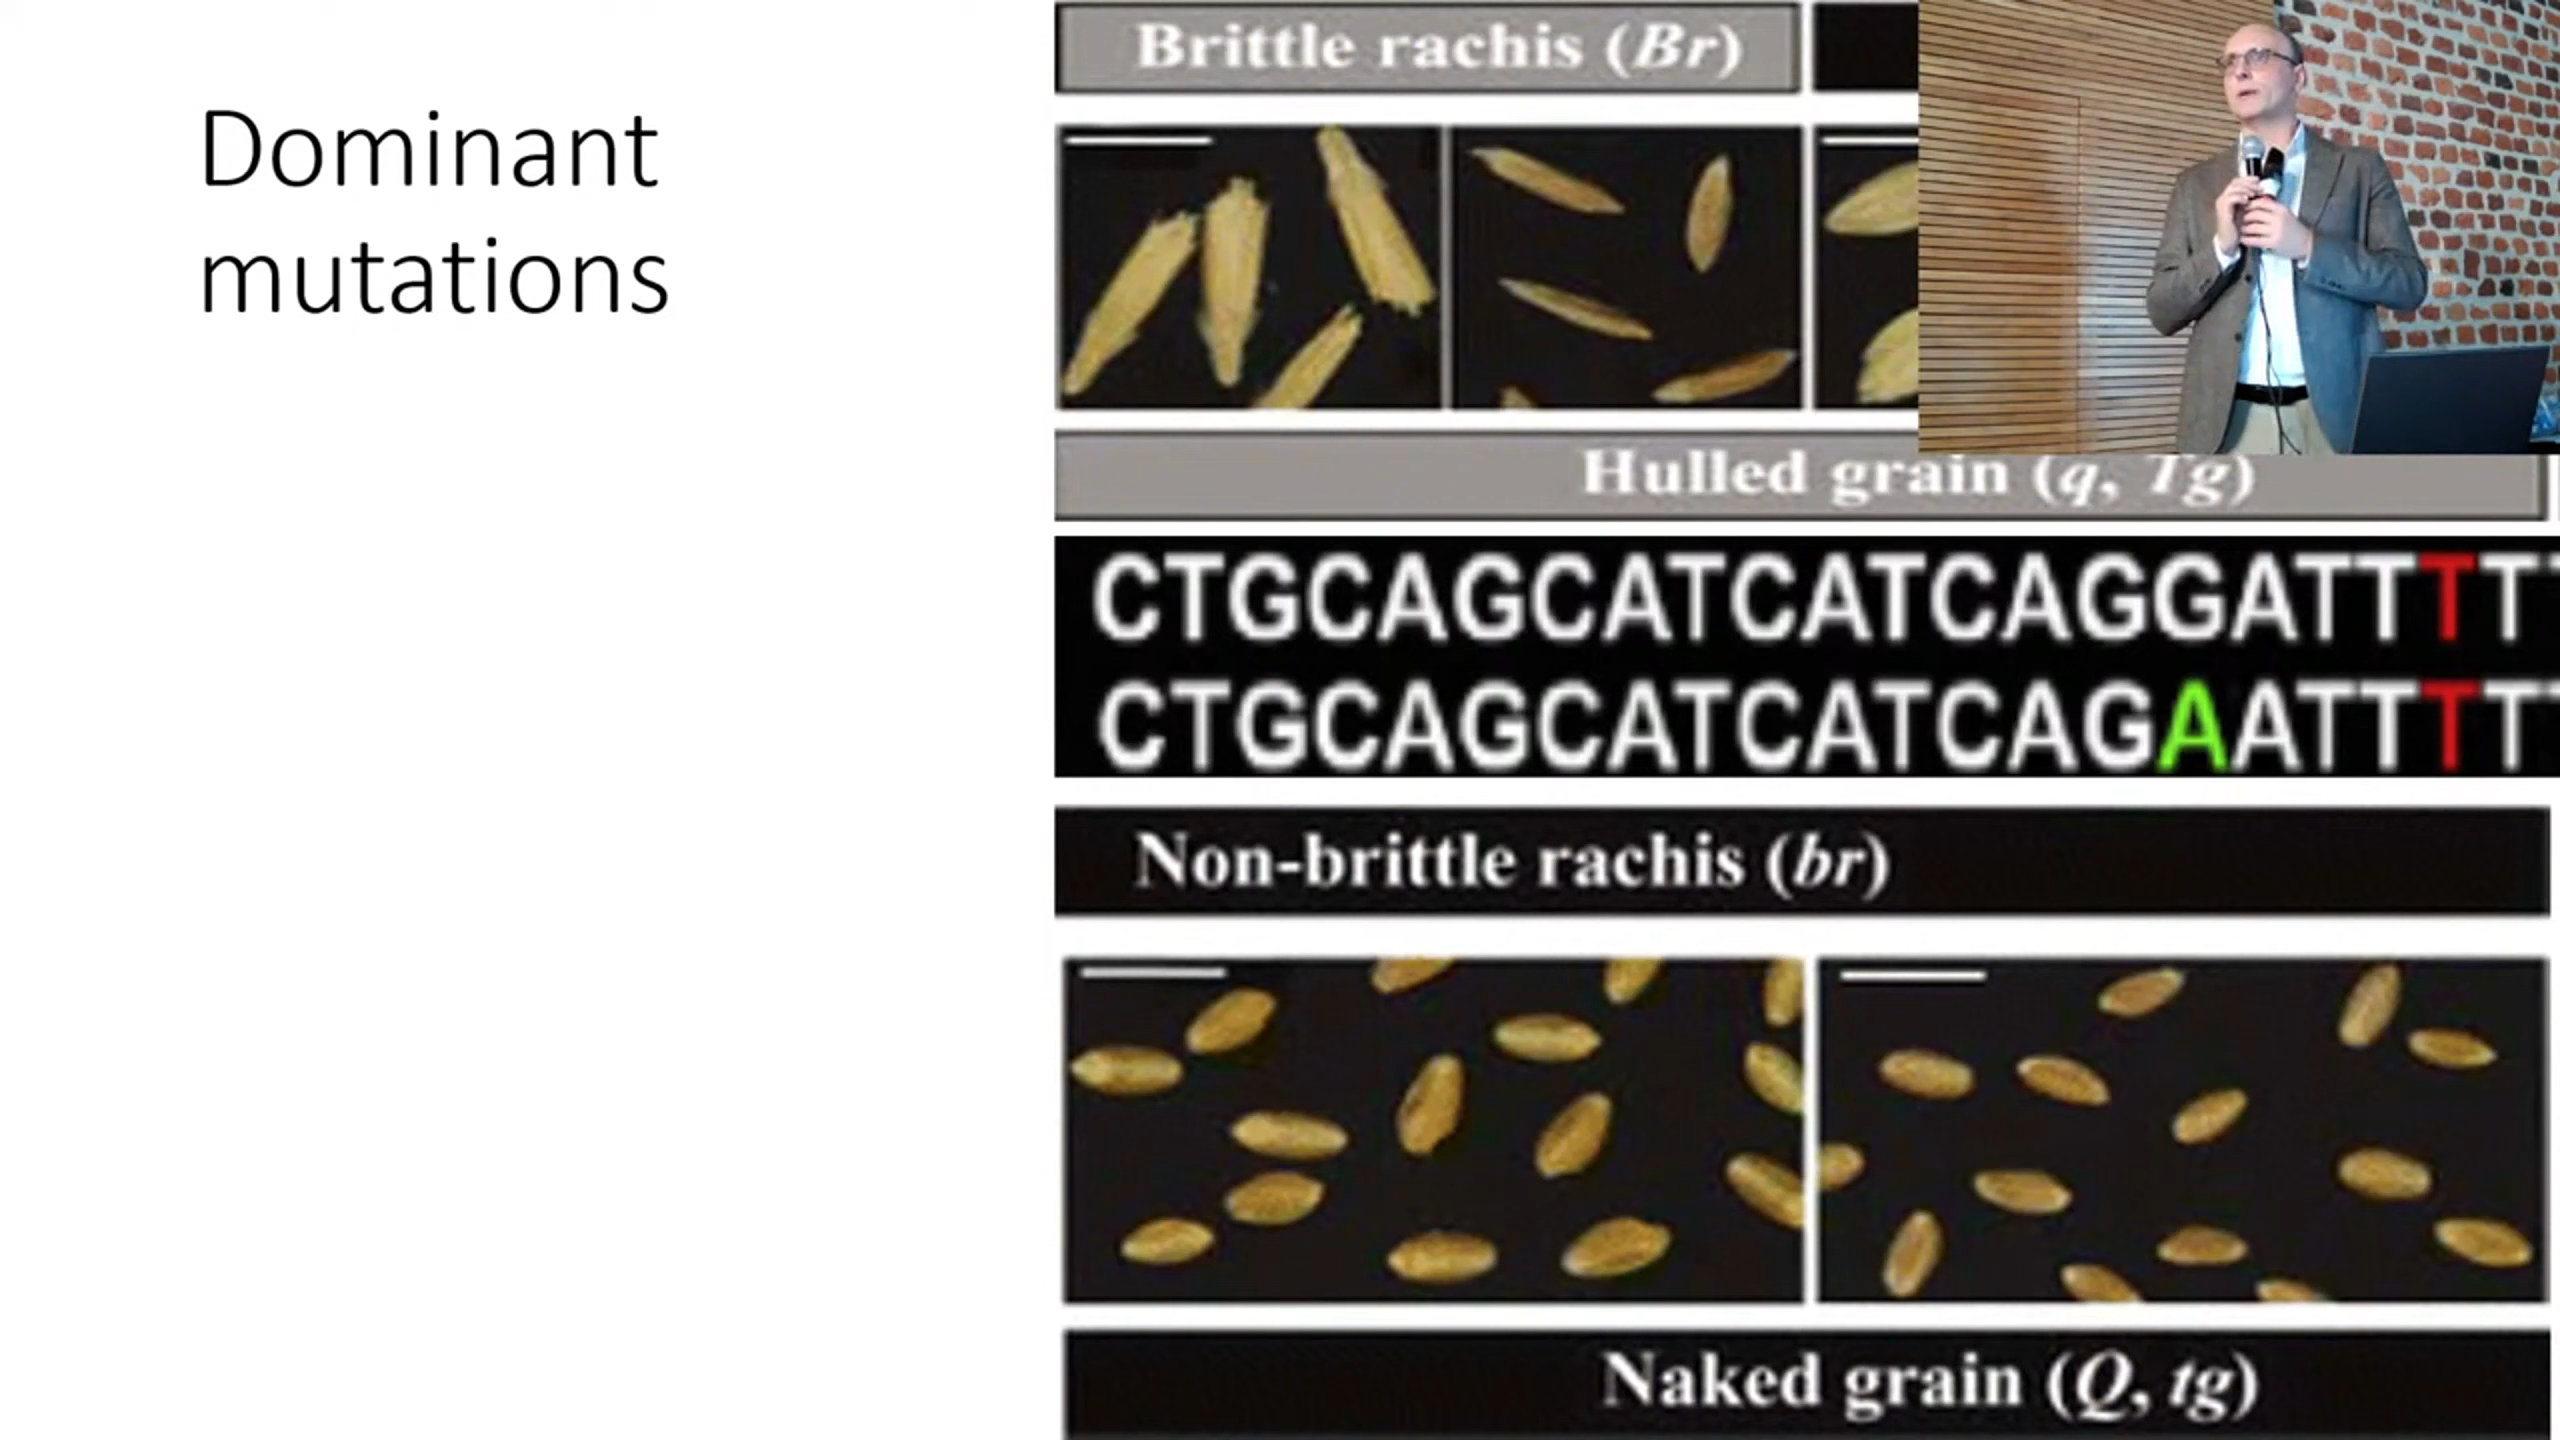 Dominant
mutations
Brittle rachis (Br)
Hulled grain (q, Tg)
CTGCAGCATCATCAGGATTTT
CTGCAGCATCATCAGAATTTT
Non-brittle rachis (br)
Naked grain (Q, tg)